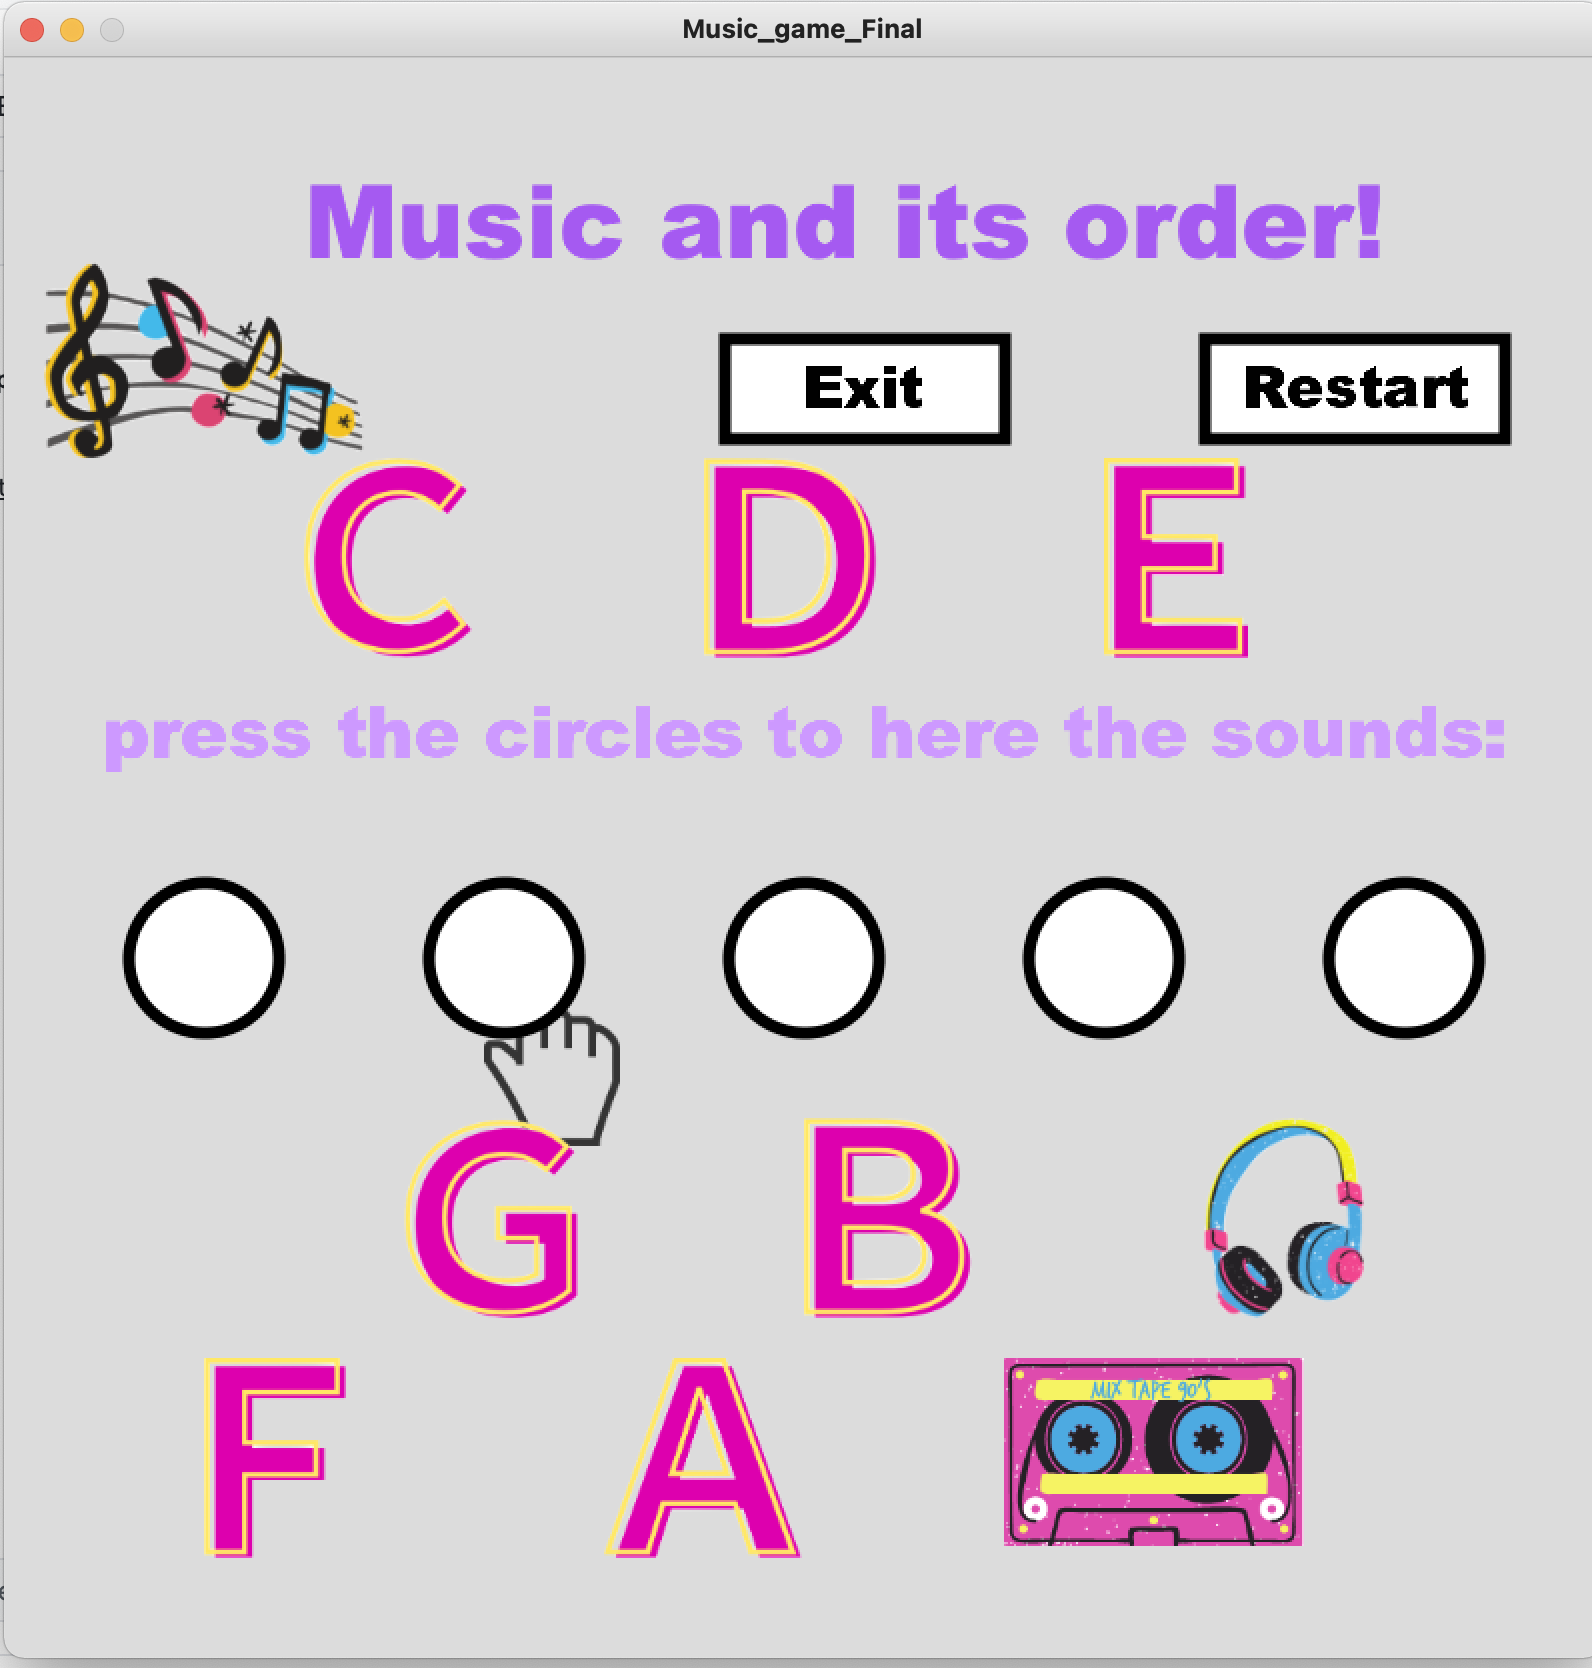 Music_game_Final
Music and its order!
Exit Restart
C D E
press the circles to here the sounds:
G B
F A
MIX TAPE 90'S